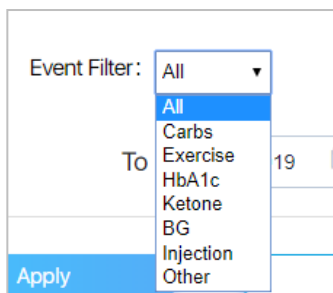 Event Filter: All
All
Carbs
Exercise
To 19
HbA1c
Ketone
BG
Injection
Apply Other